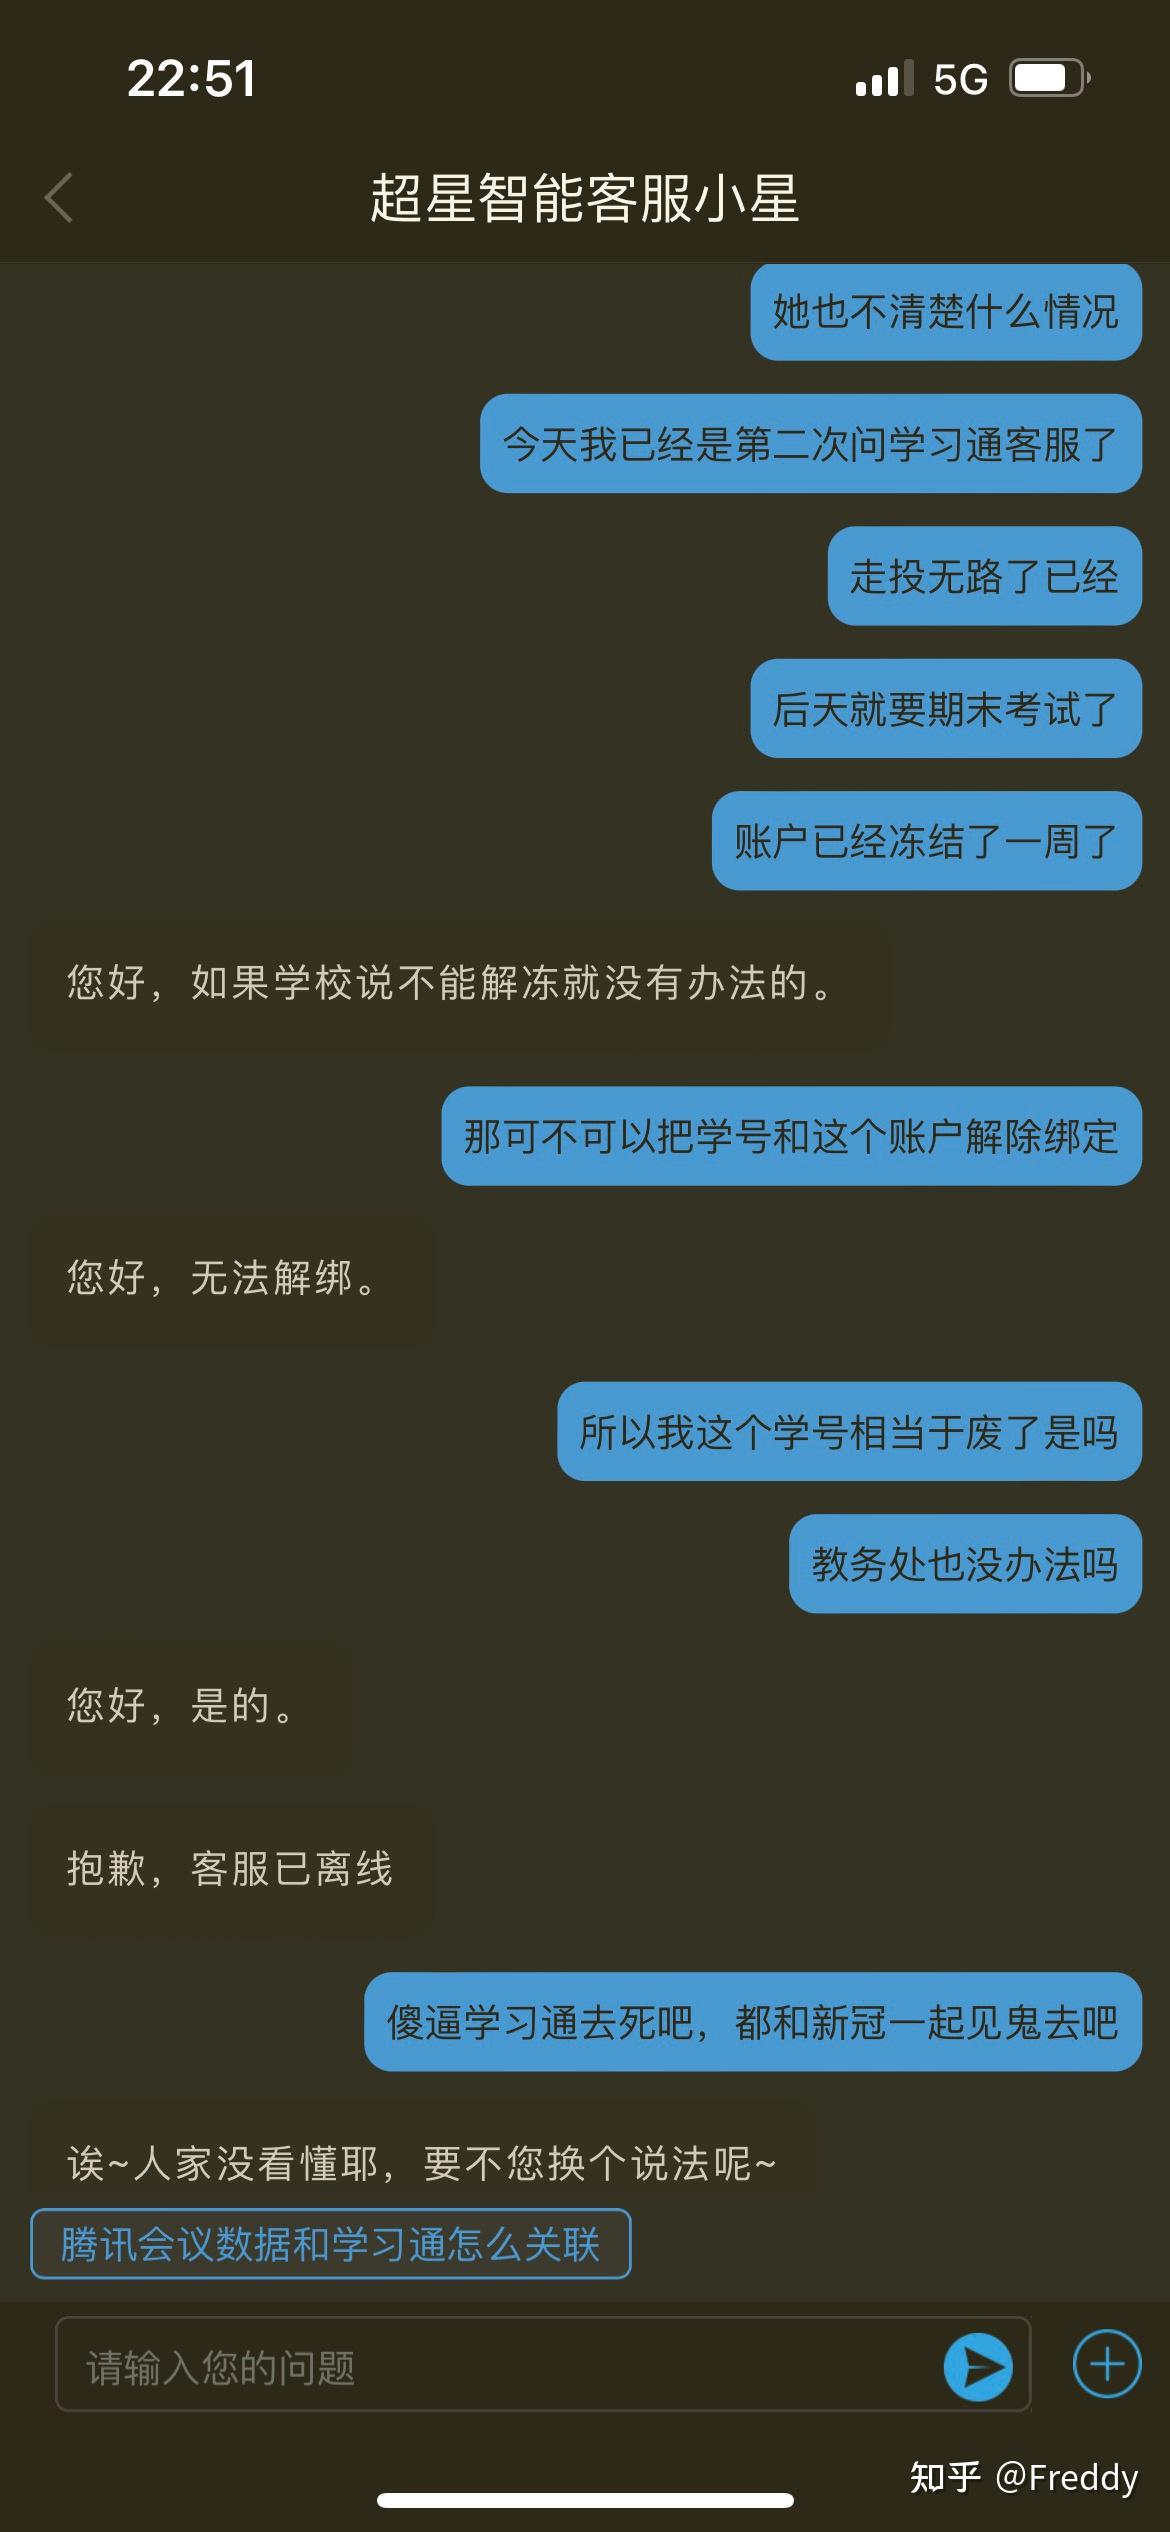 22:51
5G
超星智能客服小星
她也不清楚什么情况
今天我已经是第二次问学习通客服了
走投无路了已经
后天就要期末考试了
账户已经冻结了一周了
您好，如果学校说不能解冻就没有办法的。
那可不可以把学号和这个账户解除绑定
您好，无法解绑。
所以我这个学号相当于废了是吗
教务处也没办法吗
您好，是的。
抱歉，客服已离线
傻逼学习通去死吧，都和新冠一起见鬼去吧
诶~人家没看懂耶，要不您换个说法呢~
腾讯会议数据和学习通怎么关联
请输入您的问题
知乎 @Freddy